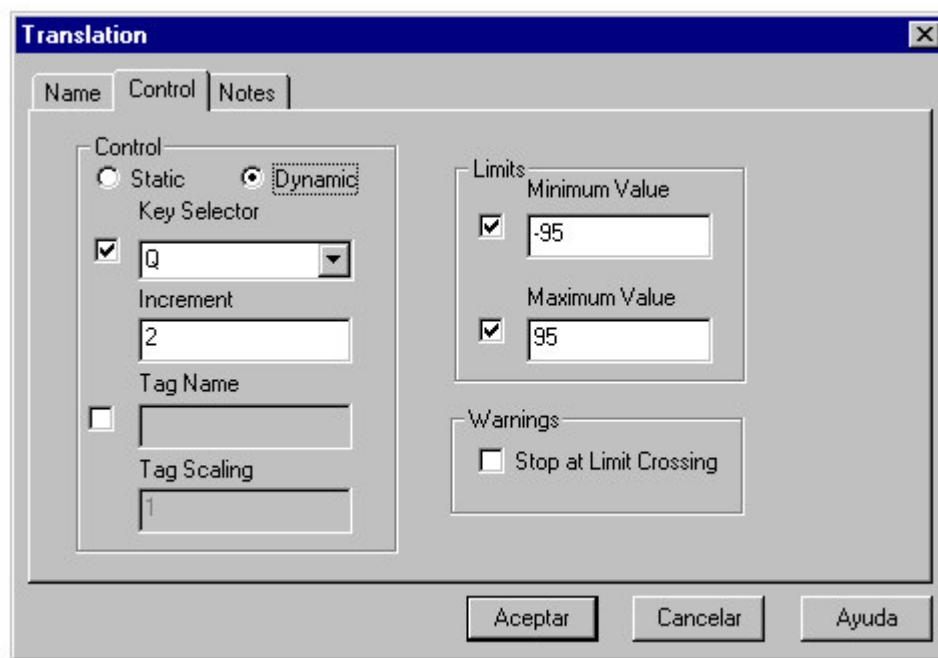 Translation
Name Control Notes
Control
Static Dynamic
Key Selector
Q
Increment
2
Tag Name
Tag Scaling
1
Limits
Minimum Value
-95
Maximum Value
95
Warnings
Stop at Limit Crossing
Aceptar Cancelar Ayuda